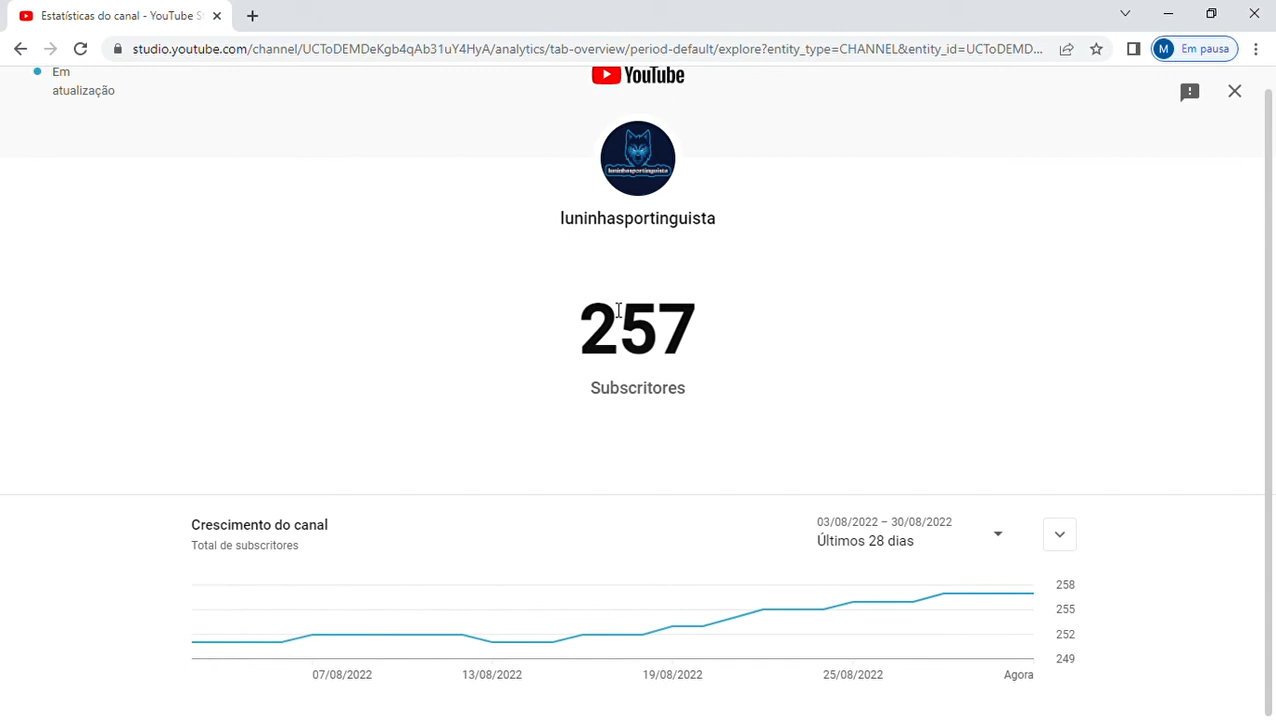 Estatísticas do canal - YouTube S
studio.youtube.com/channel/UCToDEMDeKgb4qAb31uY4HyA/analytics/tab-overview/period-default/explore?entity_type=CHANNEL&entity_id=UCToDEMD...
M
Em pausa
Em
atualização
YouTube
luninhasportinguista
luninhasportinguista
257
Subscritores
Crescimento do canal
Total de subscritores
03/08/2022 – 30/08/2022
Últimos 28 dias
258
255
252
249
07/08/2022
13/08/2022
19/08/2022
25/08/2022
Agora